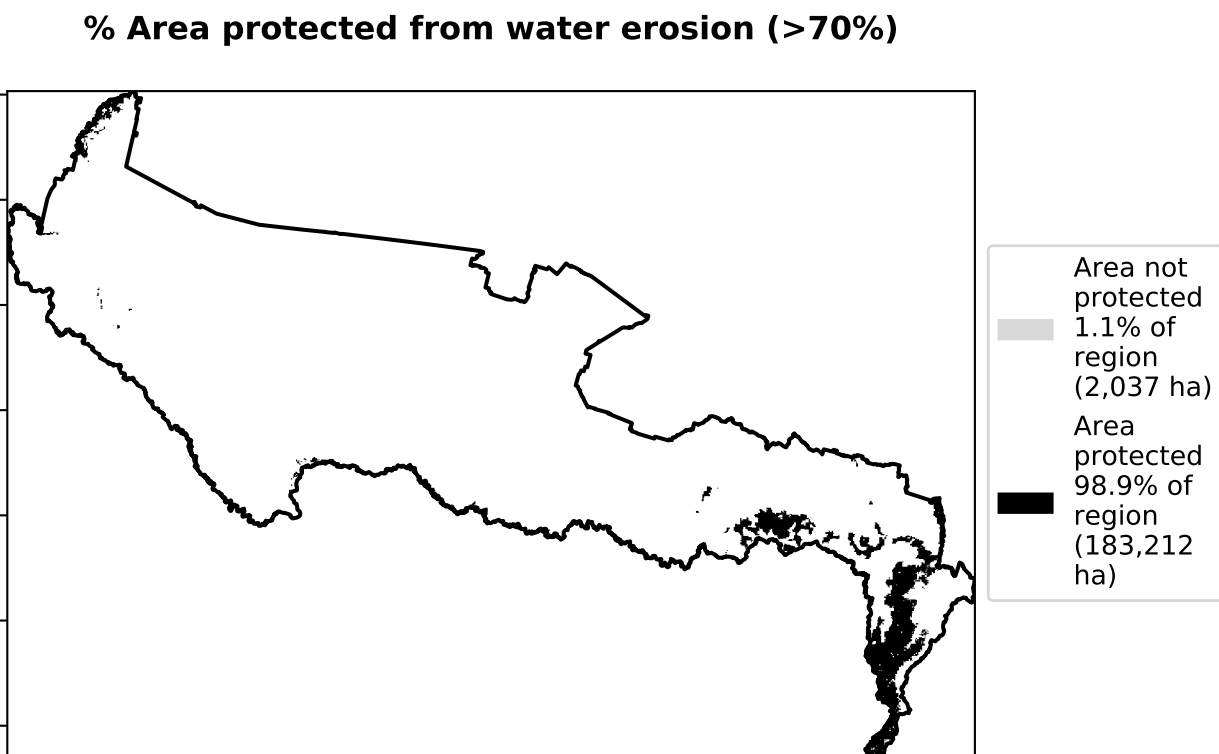 % Area protected from water erosion (>70%)
Area not
protected
1.1% of
region
(2,037 ha)
Area
protected
98.9% of
region
(183,212
ha)